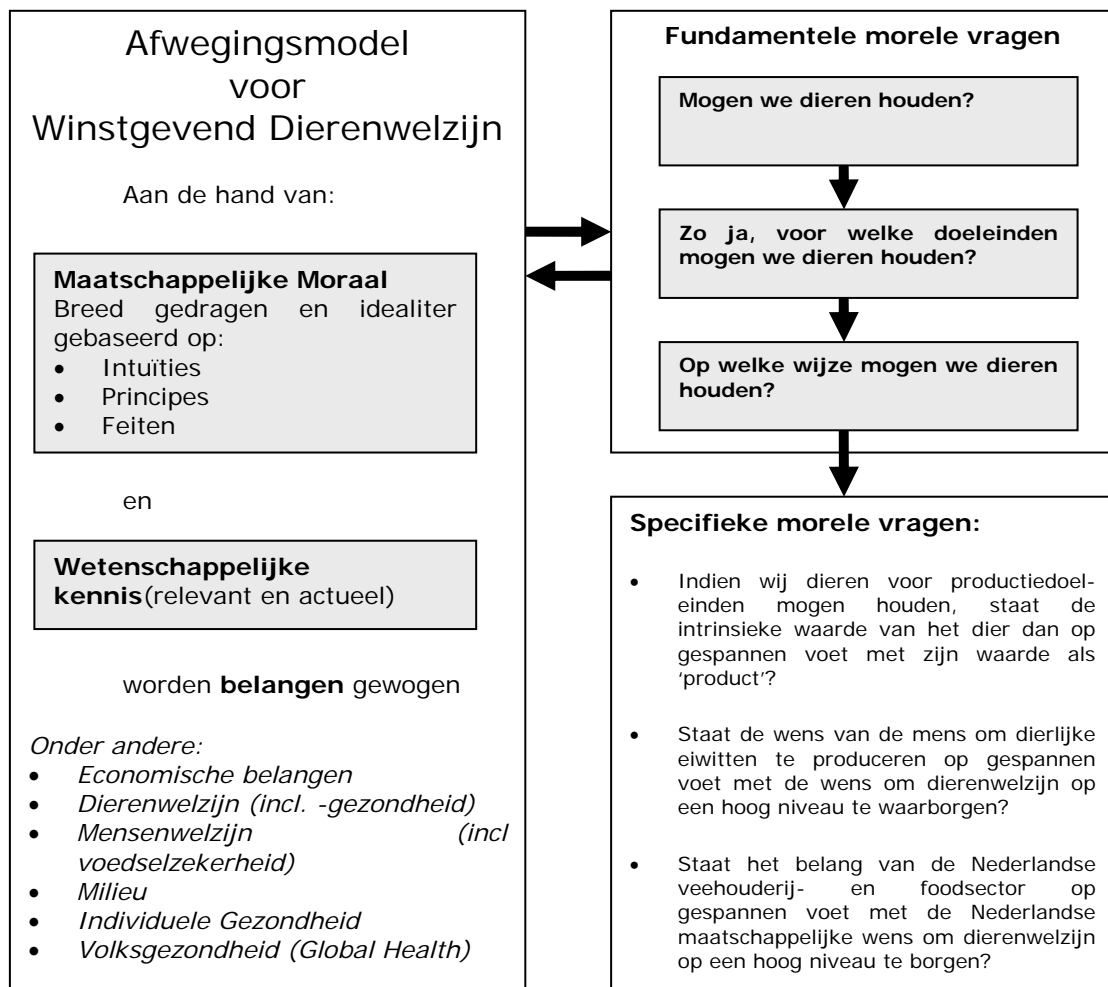 Afwegingsmodel
voor
Winstgevend Dierenwelzijn
Aan de hand van:
Maatschappelijke Moraal
Breed gedragen en idealiter
gebaseerd op:
• Intuïties
• Principes
• Feiten
en
Wetenschappelijke
kennis(relevant en actueel)
worden belangen gewogen
Onder andere:
• Economische belangen
• Dierenwelzijn (incl. -gezondheid)
• Mensenwelzijn (incl
voedselzekerheid)
• Milieu
• Individuele Gezondheid
• Volksgezondheid (Global Health)
Fundamentele morele vragen
Mogen we dieren houden?
Zo ja, voor welke doeleinden
mogen we dieren houden?
Op welke wijze mogen we dieren
houden?
Specifieke morele vragen:
• Indien wij dieren voor productiedoel-
einden mogen houden, staat de
intrinsieke waarde van het dier dan op
gespannen voet met zijn waarde als
‘product’?
• Staat de wens van de mens om dierlijke
eiwitten te produceren op gespannen
voet met de wens om dierenwelzijn op
een hoog niveau te waarborgen?
• Staat het belang van de Nederlandse
veehouderij- en foodsector op
gespannen voet met de Nederlandse
maatschappelijke wens om dierenwelzijn
op een hoog niveau te borgen?